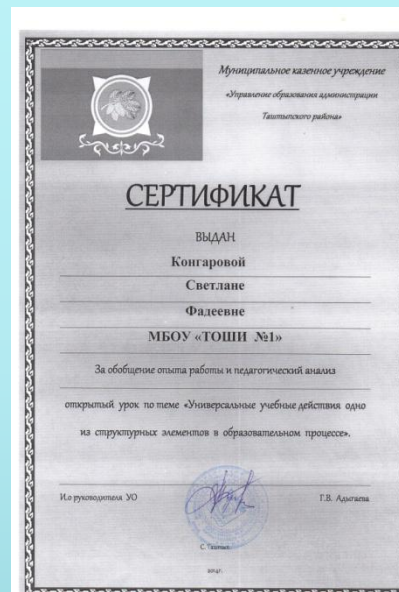 Муниципальное казенное учреждение
«Управление образования администрации
Таштыпского района»
СЕРТИФИКАТ
ВЫДАН
Конгаровой
Светлане
Фадеевне
МБОУ «ТОШИ №1»
За обобщение опыта работы и педагогический анализ
открытый урок по теме «Универсальные учебные действия одно
из структурных элементов в образовательном процессе».
И.о руководителя УО Г.В. Адыгаева
2014г.